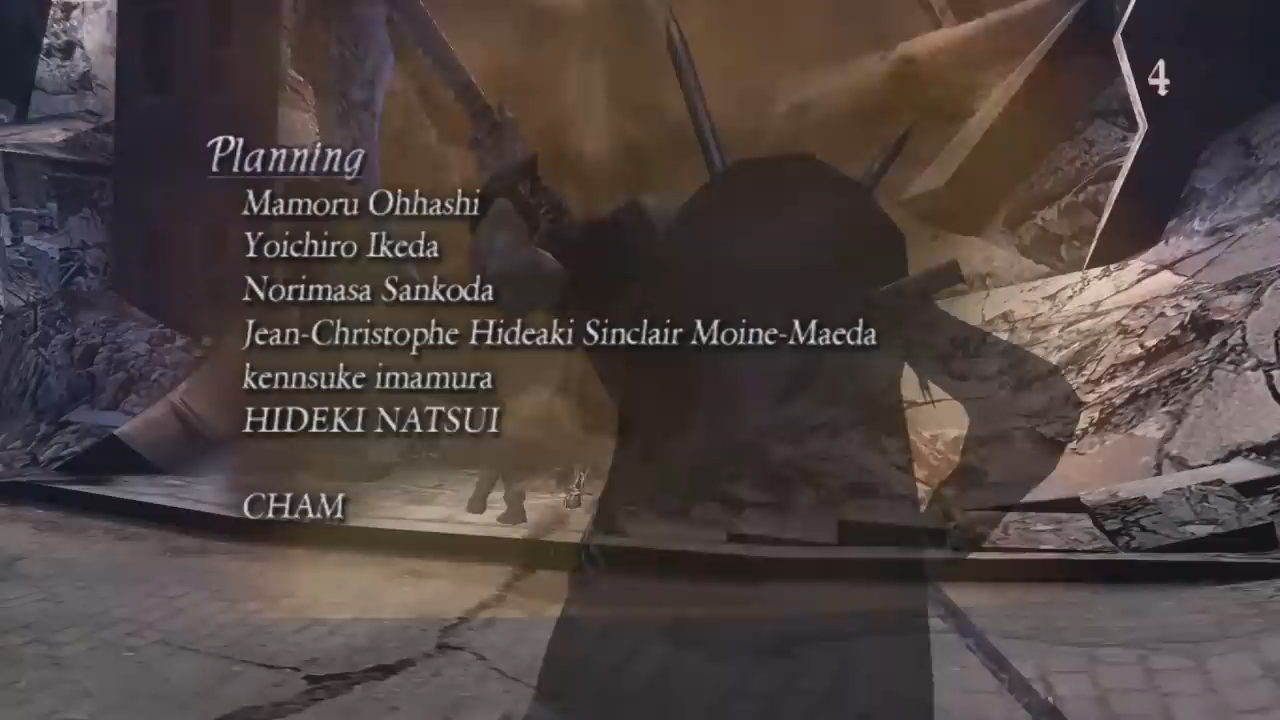 4
Planning
Mamoru Ohhashi
Yoichiro Ikeda
Norimasa Sankoda
Jean-Christophe Hideaki Sinclair Moine-Maeda
kennsuke imamura
HIDEKI NATSUI
CHAM